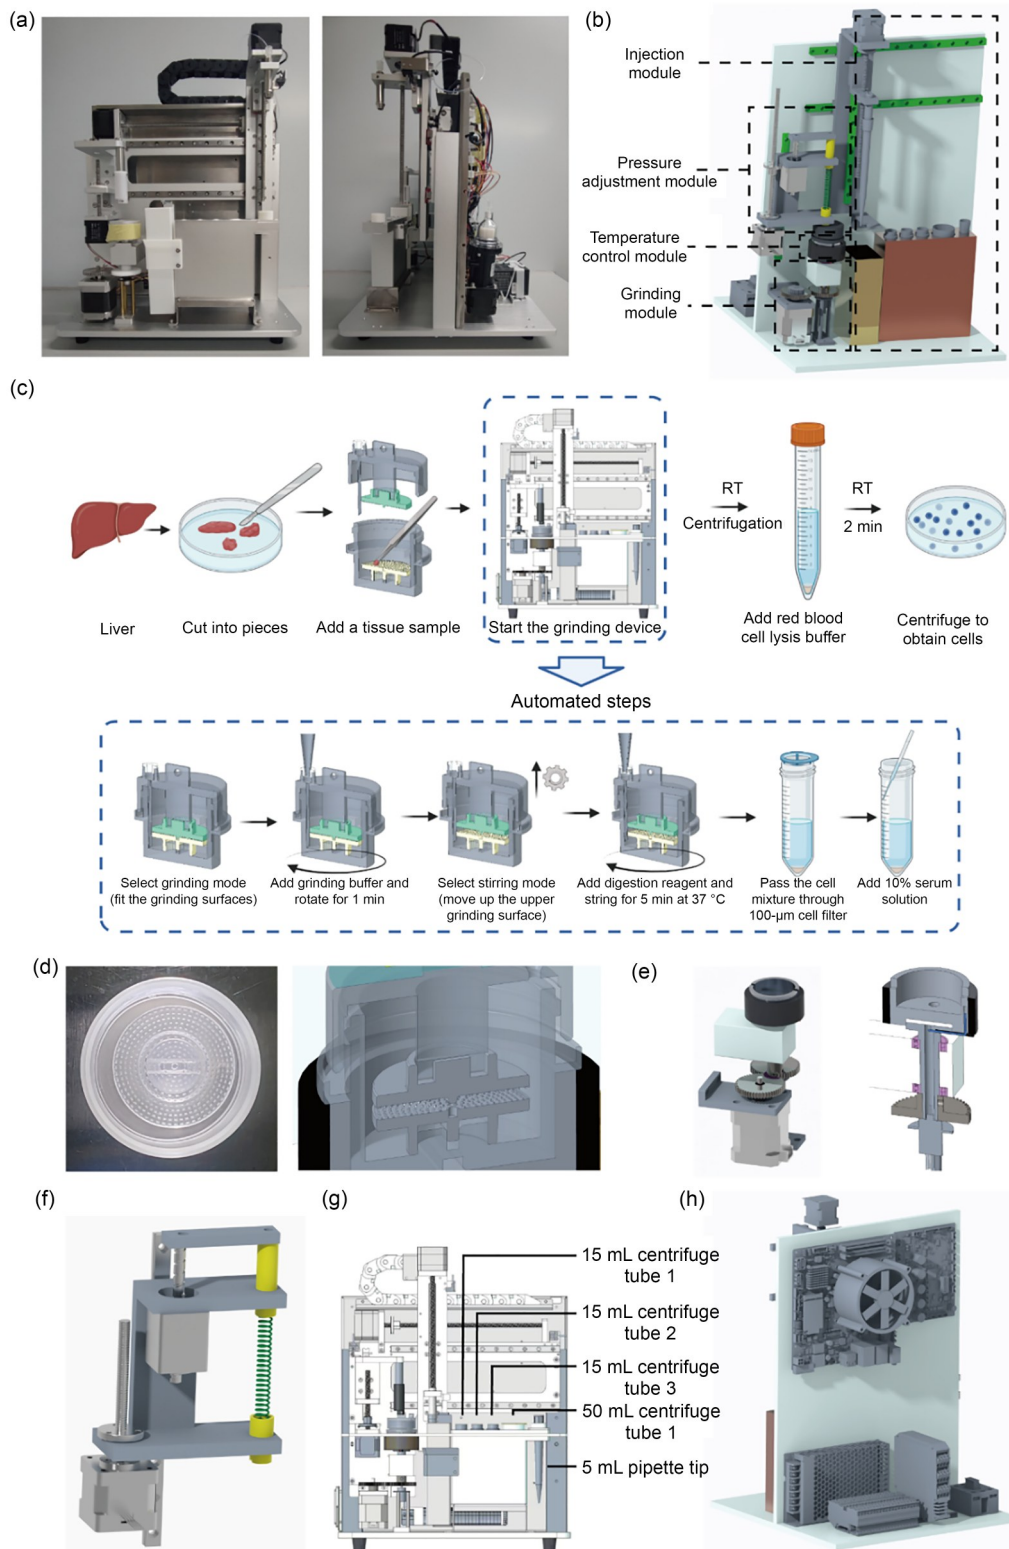 (a)
(b)
Injection
module
Pressure
adjustment module
Temperature
control module
Grinding
module
(c)
RT
Centrifugation
RT
2 min
Liver
Cut into pieces
Add a tissue sample
Start the grinding device
Add red blood
cell lysis buffer
Centrifuge to
obtain cells
Automated steps
Select grinding mode
(fit the grinding surfaces)
Add grinding buffer and
rotate for 1 min
Select stirring mode
(move up the upper
grinding surface)
Add digestion reagent and
string for 5 min at 37 °C
Pass the cell
mixture through
100-µm cell filter
Add 10% serum
solution
(d)
(e)
(f)
(g)
15 mL centrifuge
tube 1
15 mL centrifuge
tube 2
15 mL centrifuge
tube 3
50 mL centrifuge
tube 1
5 mL pipette tip
(h)